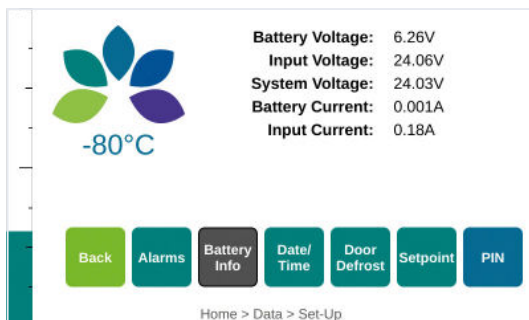 Battery Voltage: 6.26V
Input Voltage: 24.06V
System Voltage: 24.03V
Battery Current: 0.001A
Input Current: 0.18A
-80°C
Back
Alarms
Battery
Info
Date/
Time
Door
Defrost
Setpoint
PIN
Home > Data > Set-Up